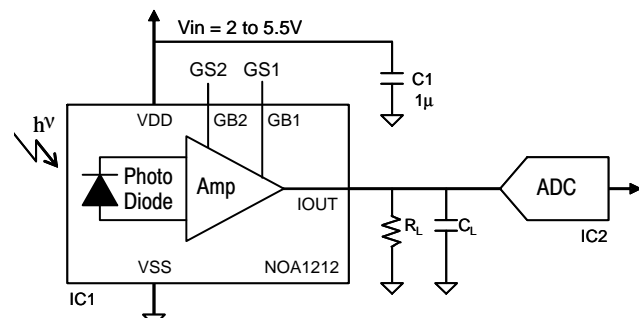 Vin = 2 to 5.5V
GS2 GS1
C1
1µ
hν
VDD GB2 GB1
Photo
Diode
Amp
IOUT
ADC
RL CL
IC2
VSS NOA1212
IC1